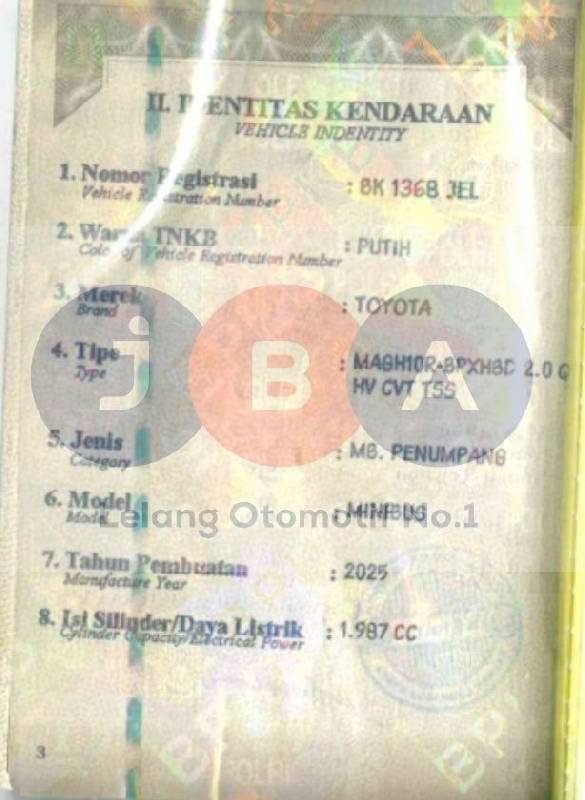 II. IDENTITAS KENDARAAN
VEHICLE INDENTITY
1. Nomor Registrasi : BK 1368 JEL
Vehicle Registration Number
2. Warna TNKB : PUTIH
Color of Vehicle Registration Number
3. Merek : TOYOTA
Brand
4. Tipe : MAGH10R-BPXHBD 2.0 Q
Type HV CVT TSS
jBA
5. Jenis : MB. PENUMPANG
Category
6. Model : MINIBUS
Model
Lelang Otomotif No.1
7. Tahun Pembuatan : 2025
Manufacture Year
8. Isi Silinder/Daya Listrik : 1.987 CC
Cylinder Capacity/Electrical Power
3